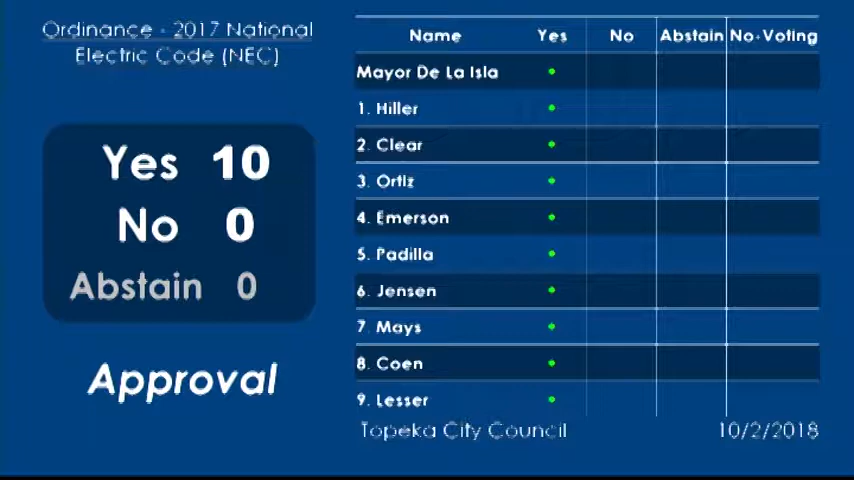 Ordinance - 2017 National
Electric Code (NEC)
Yes 10
No 0
Abstain 0
Approval
Name Yes No Abstain No-Voting
Mayor De La Isla
1. Hiller
2. Clear
3. Ortiz
4. Emerson
5. Padilla
6. Jensen
7. Mays
8. Coen
9. Lesser
Topeka City Council 10/2/2018